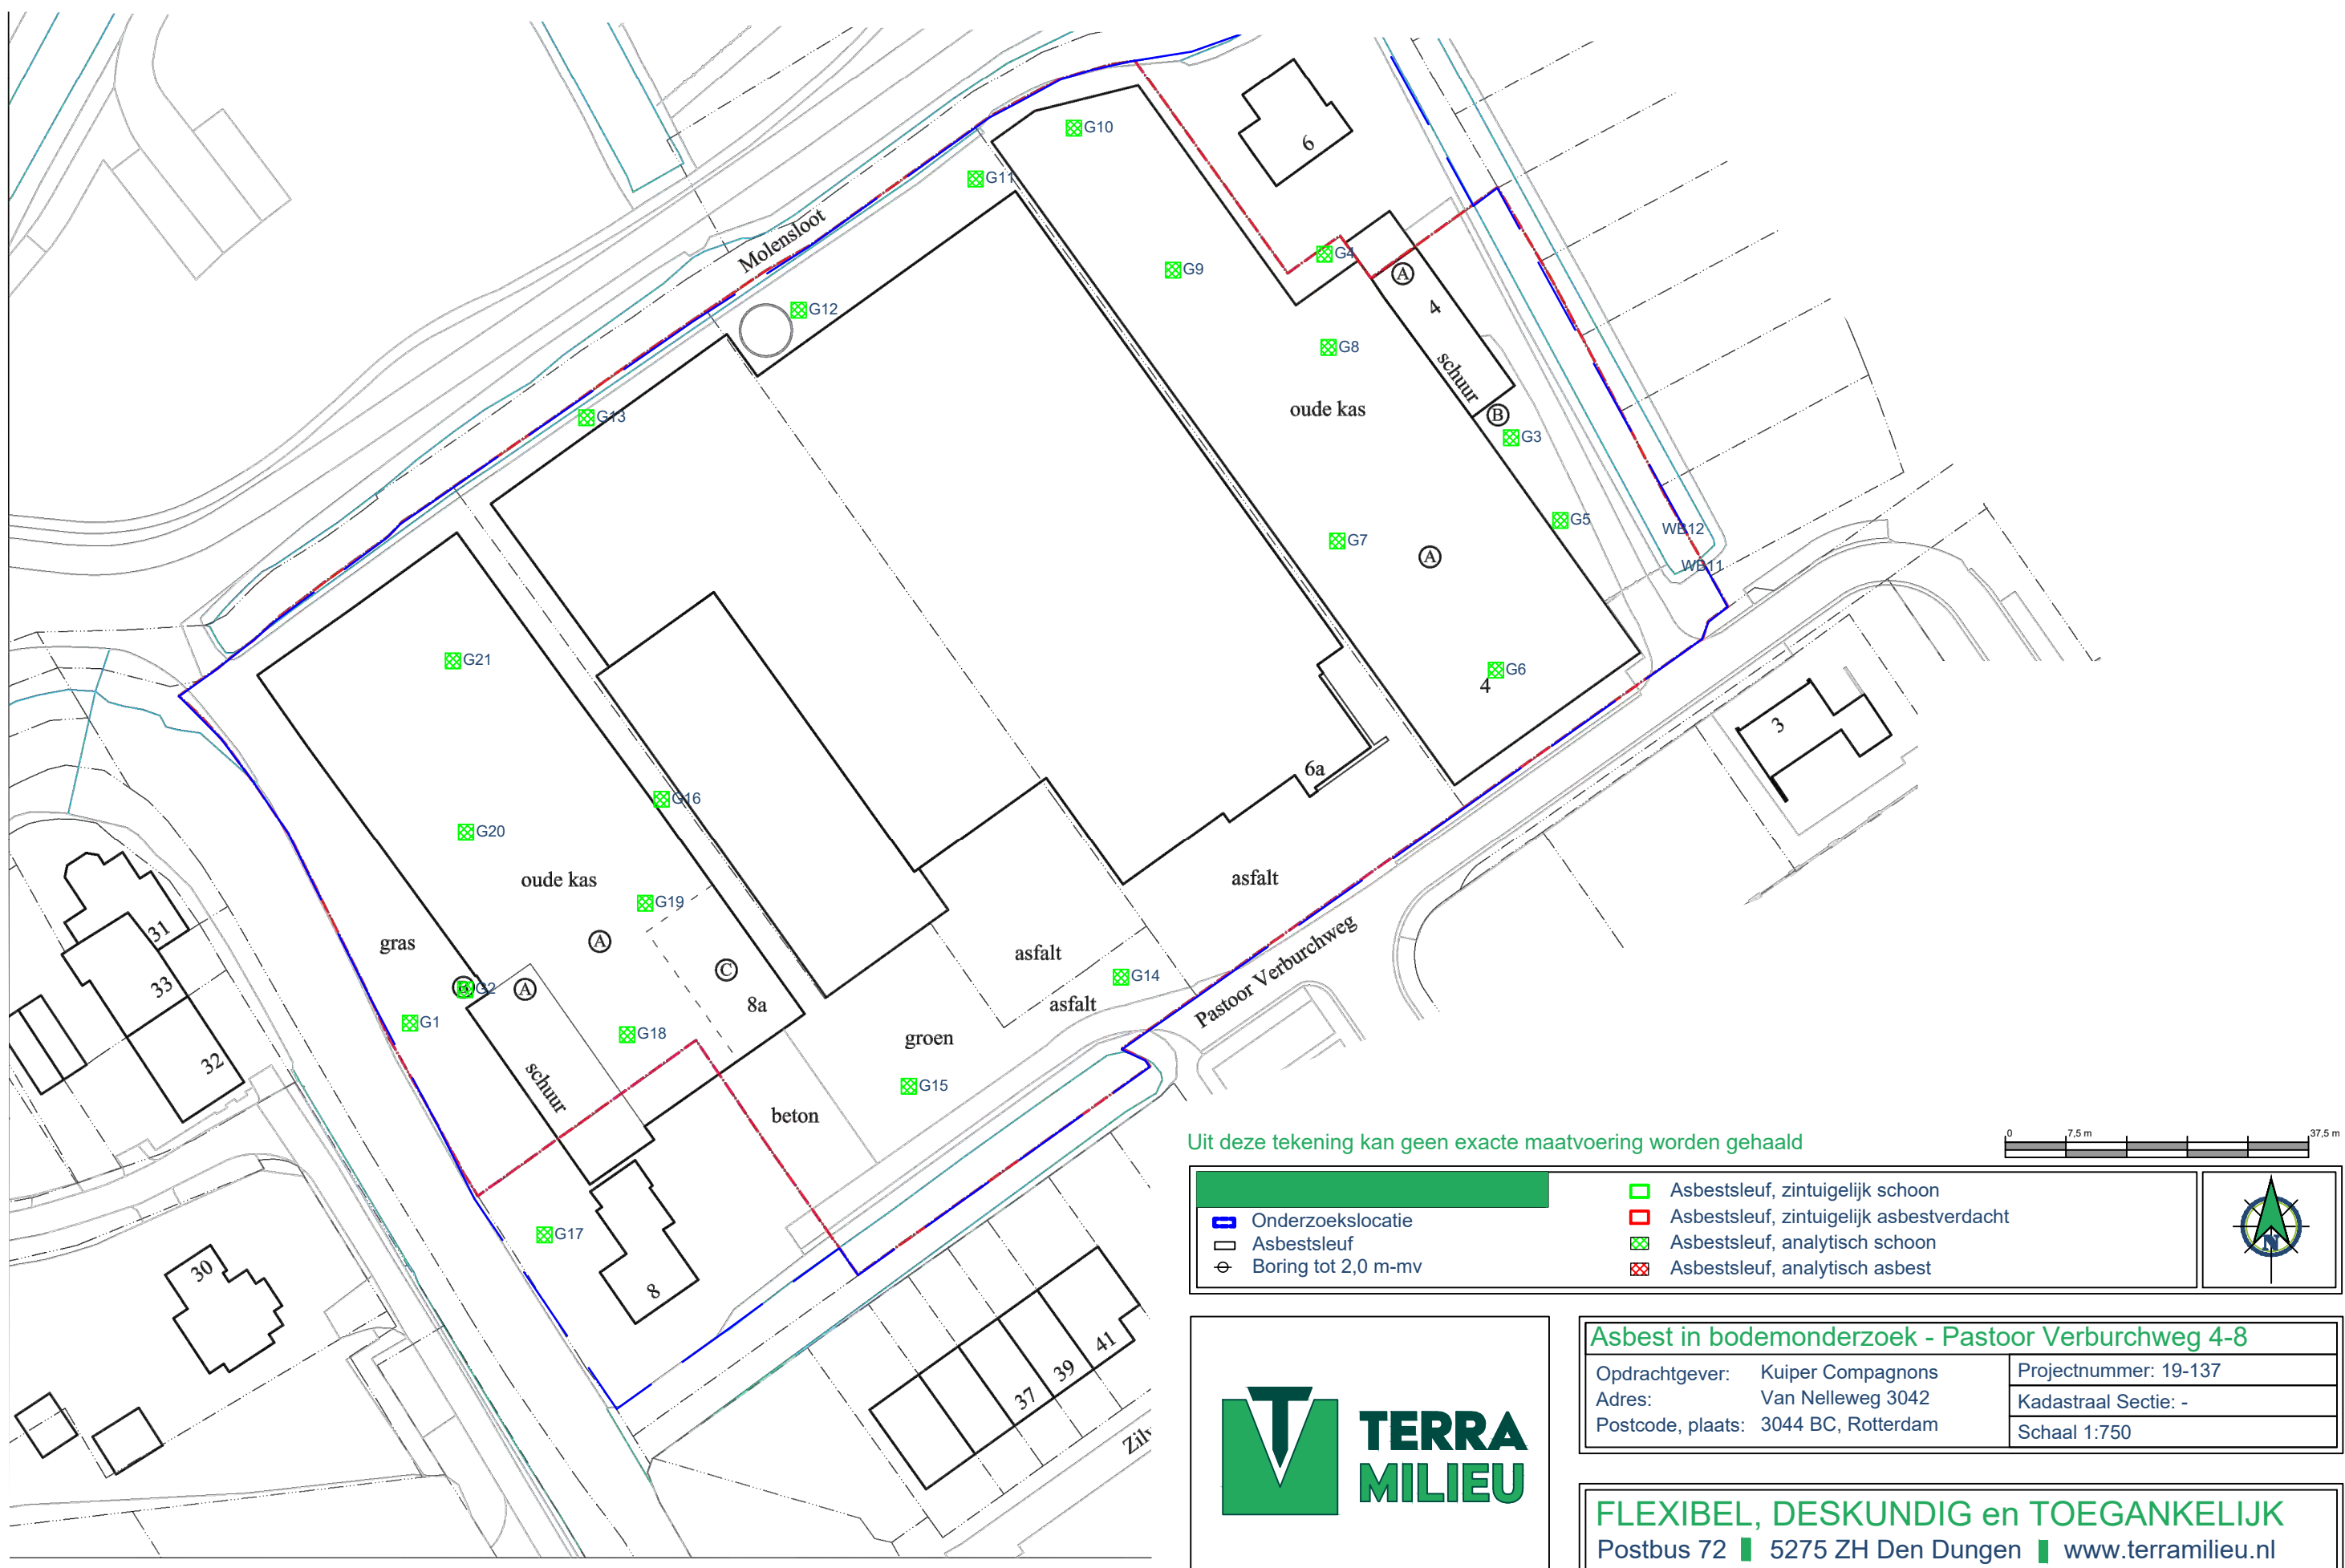 6
G10
G11
Molensloot
G4
A
G9
4
G12
G8
schuur
oude kas
B
G13
G3
G5
WB12
G7
A
WB11
G21
G6
4
3
6a
G16
G20
oude kas
asfalt
G19
31
A
Pastoor Verburchweg
gras
asfalt
C
33
G2
A
G14
8a
asfalt
G1
G18
groen
32
schuur
G15
beton
G17
30
8
37
39
41
Uit deze tekening kan geen exacte maatvoering worden gehaald
0 7,5 m 37,5 m
Onderzoekslocatie
Asbestsleuf
Boring tot 2,0 m-mv
Asbestsleuf, zintuigelijk schoon
Asbestsleuf, zintuigelijk asbestverdacht
Asbestsleuf, analytisch schoon
Asbestsleuf, analytisch asbest
N
TERRA
MILIEU
Asbest in bodemonderzoek - Pastoor Verburchweg 4-8
Opdrachtgever: Kuiper Compagnons
Adres: Van Nelleweg 3042
Postcode, plaats: 3044 BC, Rotterdam
Projectnummer: 19-137
Kadastraal Sectie: -
Schaal 1:750
FLEXIBEL, DESKUNDIG en TOEGANKELIJK
Postbus 72 5275 ZH Den Dungen www.terramilieu.nl